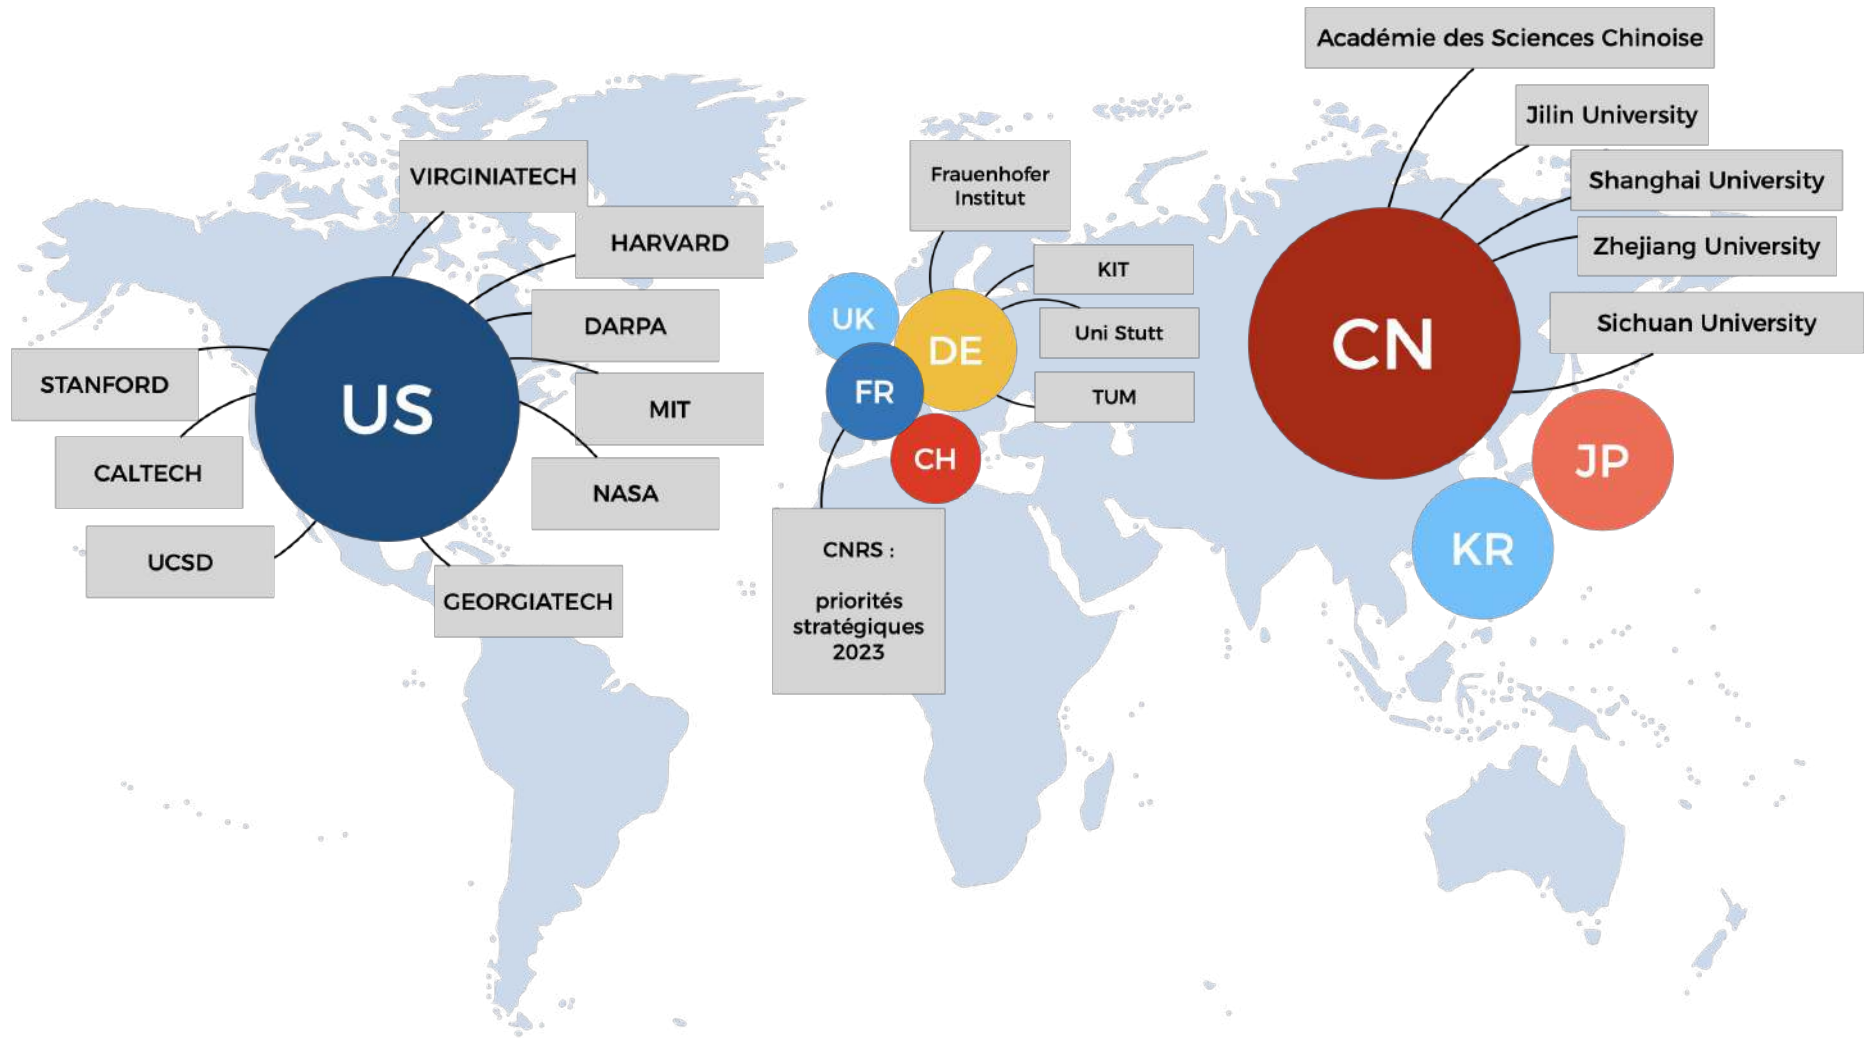 Académie des Sciences Chinoise
Jilin University
Shanghai University
Zhejiang University
Sichuan University
CN
JP
KR
VIRGINIATECH
HARVARD
DARPA
MIT
NASA
GEORGIATECH
STANFORD
CALTECH
UCSD
US
Frauenhofer
Institut
KIT
Uni Stutt
TUM
UK
DE
FR
CH
CNRS :
priorités
stratégiques
2023